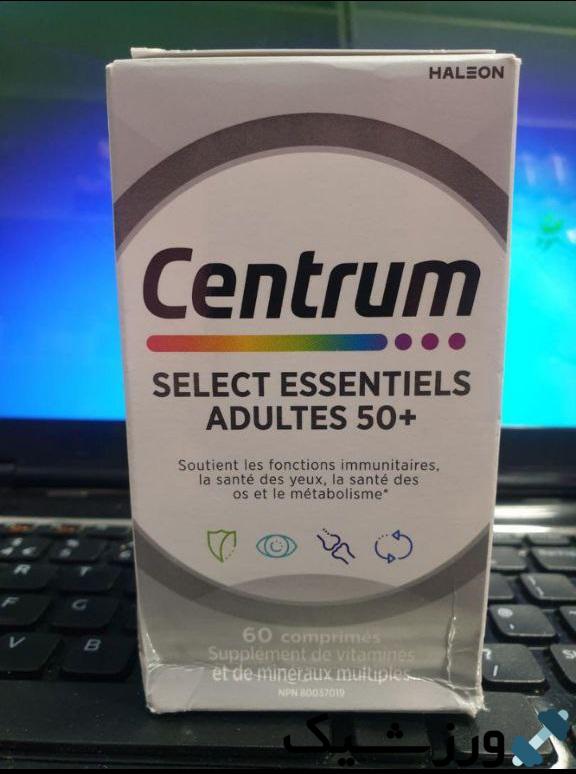 HALEON
Centrum
SELECT ESSENTIELS
ADULTES 50+
Soutient les fonctions immunitaires,
la santé des yeux, la santé des
os et le métabolisme*
60 comprimés
Supplément de vitamines
et de minéraux multiples
NPN 80037019
ورزشیک
R
T
F
G
V
B